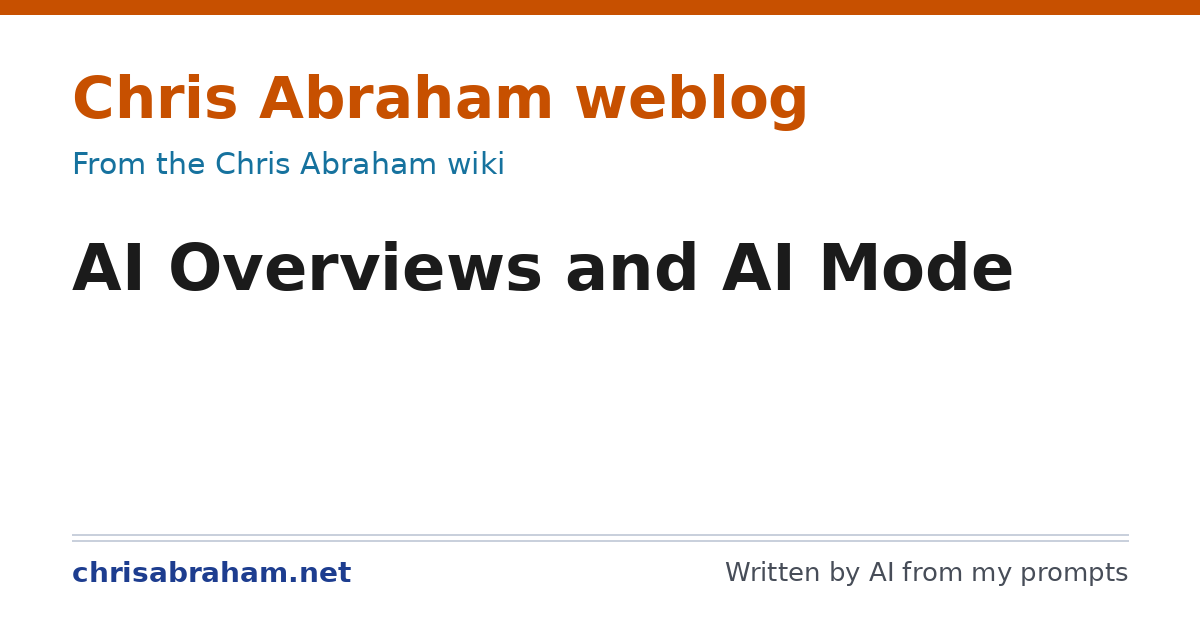 Chris Abraham weblog
From the Chris Abraham wiki
AI Overviews and AI Mode
chrisabraham.net
Written by AI from my prompts